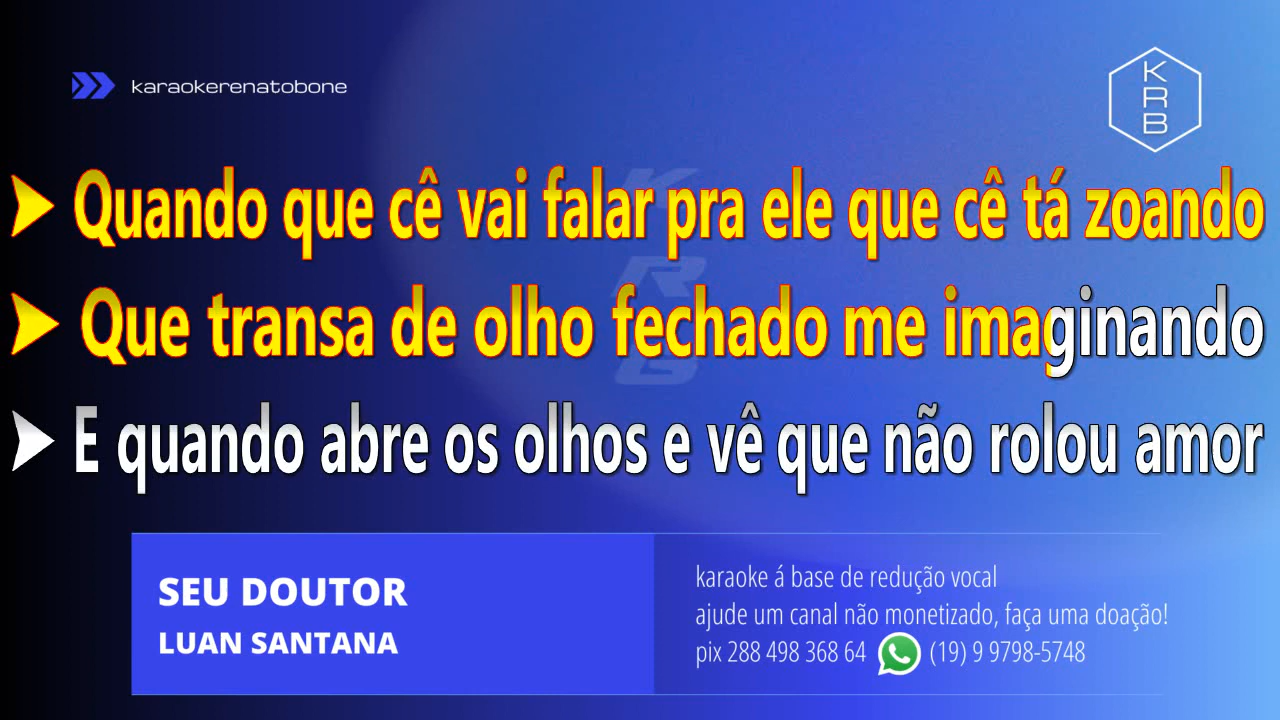 karaokerenatobone
K
R
B
Quando que cê vai falar pra ele que cê tá zoando
Que transa de olho fechado me imaginando
E quando abre os olhos e vê que não rolou amor
K
R
B
SEU DOUTOR
LUAN SANTANA
karaoke á base de redução vocal
ajude um canal não monetizado, faça uma doação!
pix 288 498 368 64 (19) 9 9798-5748